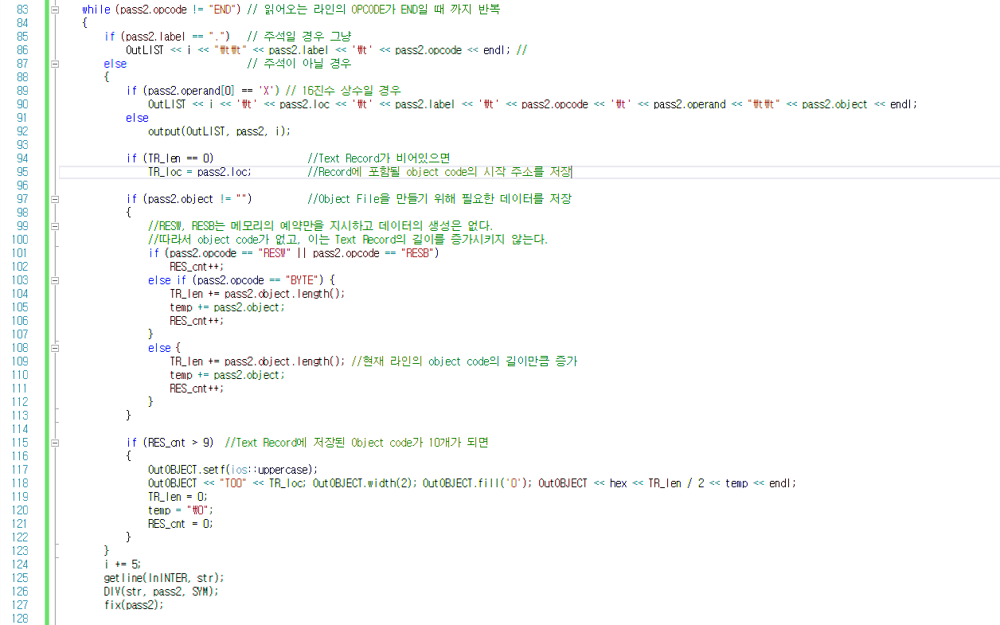 83 while (pass2.opcode != "END") // 읽어오는 라인의 OPCODE가 END일 때 까지 반복
84 {
85 if (pass2.label == ".") // 주석일 경우 그냥
86 OutLIST << i << "₩t₩t" << pass2.label << '₩t' << pass2.opcode << endl; //
87 else // 주석이 아닐 경우
88 {
89 if (pass2.operand[0] == 'X') // 16진수 상수일 경우
90 OutLIST << i << '₩t' << pass2.loc << '₩t' << pass2.label << '₩t' << pass2.opcode << '₩t' << pass2.operand << "₩t₩t" << pass2.object << endl;
91 else
92 output(OutLIST, pass2, i);
93
94 if (TR_len == 0) //Text Record가 비어있으면
95 TR_loc = pass2.loc; //Record에 포함될 object code의 시작 주소를 저장
96
97 if (pass2.object != "") //Object File을 만들기 위해 필요한 데이터를 저장
98 {
99 //RESW, RESB는 메모리의 예약만을 지시하고 데이터의 생성은 없다.
100 //따라서 object code가 없고, 이는 Text Record의 길이를 증가시키지 않는다.
101 if (pass2.opcode == "RESW" || pass2.opcode == "RESB")
102 RES_cnt++;
103 else if (pass2.opcode == "BYTE") {
104 TR_len += pass2.object.length();
105 temp += pass2.object;
106 RES_cnt++;
107 }
108 else {
109 TR_len += pass2.object.length(); //현재 라인의 object code의 길이만큼 증가
110 temp += pass2.object;
111 RES_cnt++;
112 }
113 }
114
115 if (RES_cnt > 9) //Text Record에 저장된 Object code가 10개가 되면
116 {
117 OutOBJECT.setf(ios::uppercase);
118 OutOBJECT << "T00" << TR_loc; OutOBJECT.width(2); OutOBJECT.fill('0'); OutOBJECT << hex << TR_len / 2 << temp << endl;
119 TR_len = 0;
120 temp = "₩0";
121 RES_cnt = 0;
122 }
123 }
124 i += 5;
125 getline(InINTER, str);
126 DIV(str, pass2, SYM);
127 fix(pass2);
128